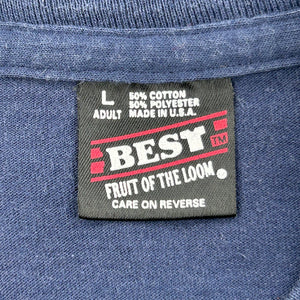 L 50% COTTON
50% POLYESTER
ADULT MADE IN U.S.A.
BEST TM
FRUIT OF THE LOOM
CARE ON REVERSE